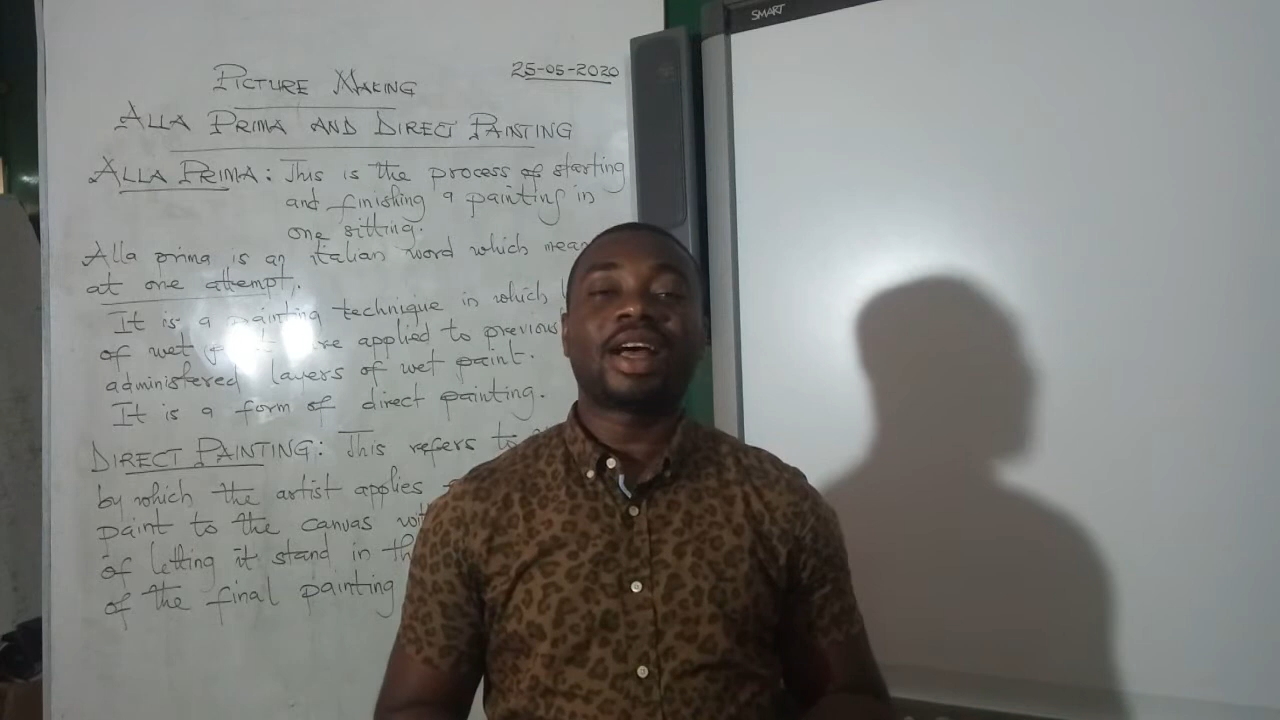 SMART
25-05-2020
PICTURE MAKING
ALLA PRIMA AND DIRECT PAINTING
ALLA PRIMA: This is the process of starting
and finishing a painting in
one sitting.
Alla prima is an italian word which
at one attempt.
It is a painting technique in which
of wet applied to previous
administered layers of wet paint.
It is a form of direct painting.
DIRECT PAINTING: This refers to
by which the artist applies
paint to the canvas
of letting it stand in
of the final painting